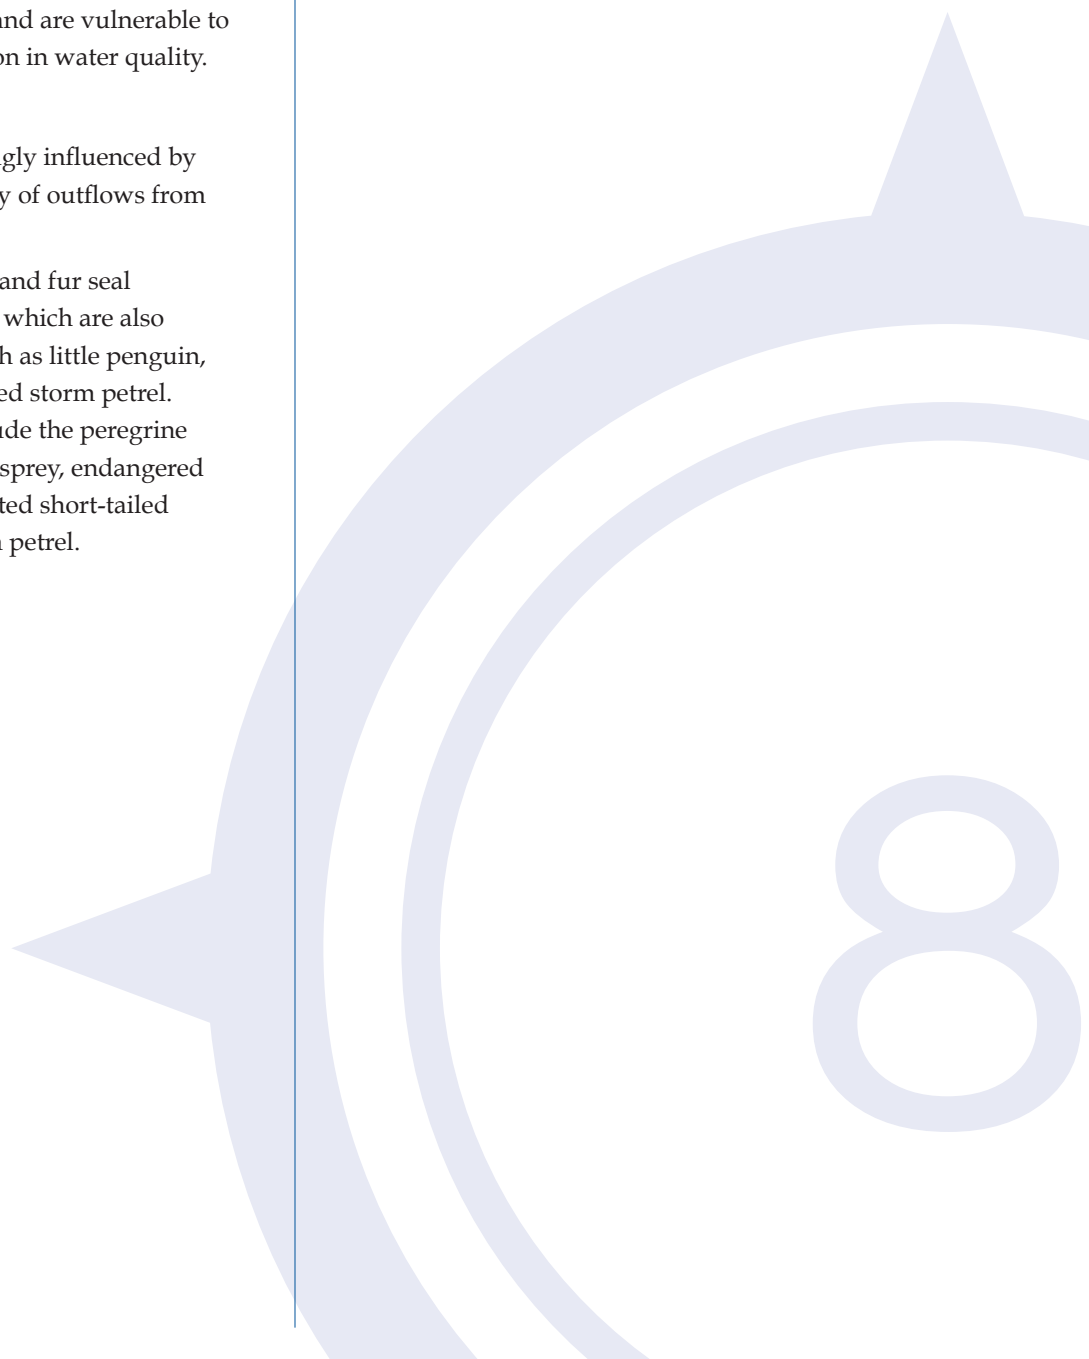 and are vulnerable to
on in water quality.
gly influenced by
y of outflows from
and fur seal
which are also
h as little penguin,
ed storm petrel.
ude the peregrine
sprey, endangered
ted short-tailed
petrel.
8